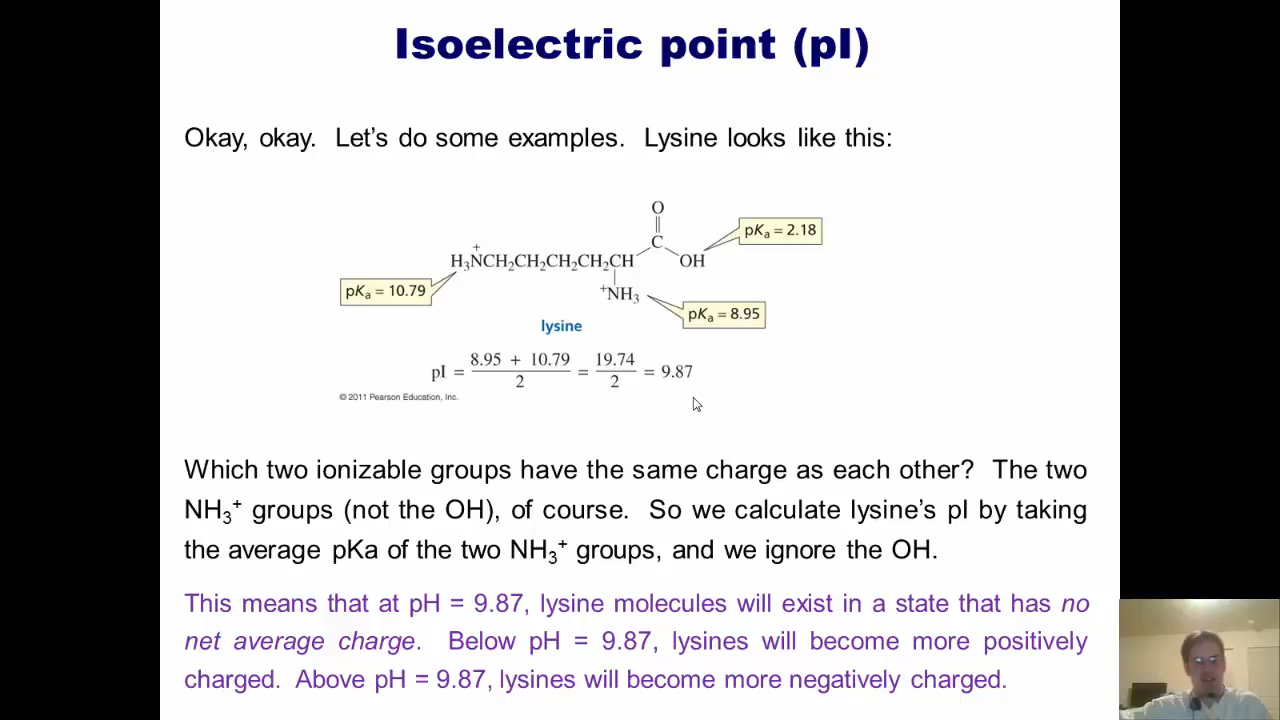 Isoelectric point (pI)
Okay, okay. Let's do some examples. Lysine looks like this:
O
||
C
pKa = 2.18
+
H₃NCH₂CH₂CH₂CH₂CH
OH
pKa = 10.79
⁺NH₃
pKa = 8.95
lysine
pI = (8.95 + 10.79)/2 = 19.74/2 = 9.87
© 2011 Pearson Education, Inc.
Which two ionizable groups have the same charge as each other? The two
NH₃⁺ groups (not the OH), of course. So we calculate lysine's pI by taking
the average pKa of the two NH₃⁺ groups, and we ignore the OH.
This means that at pH = 9.87, lysine molecules will exist in a state that has no
net average charge. Below pH = 9.87, lysines will become more positively
charged. Above pH = 9.87, lysines will become more negatively charged.